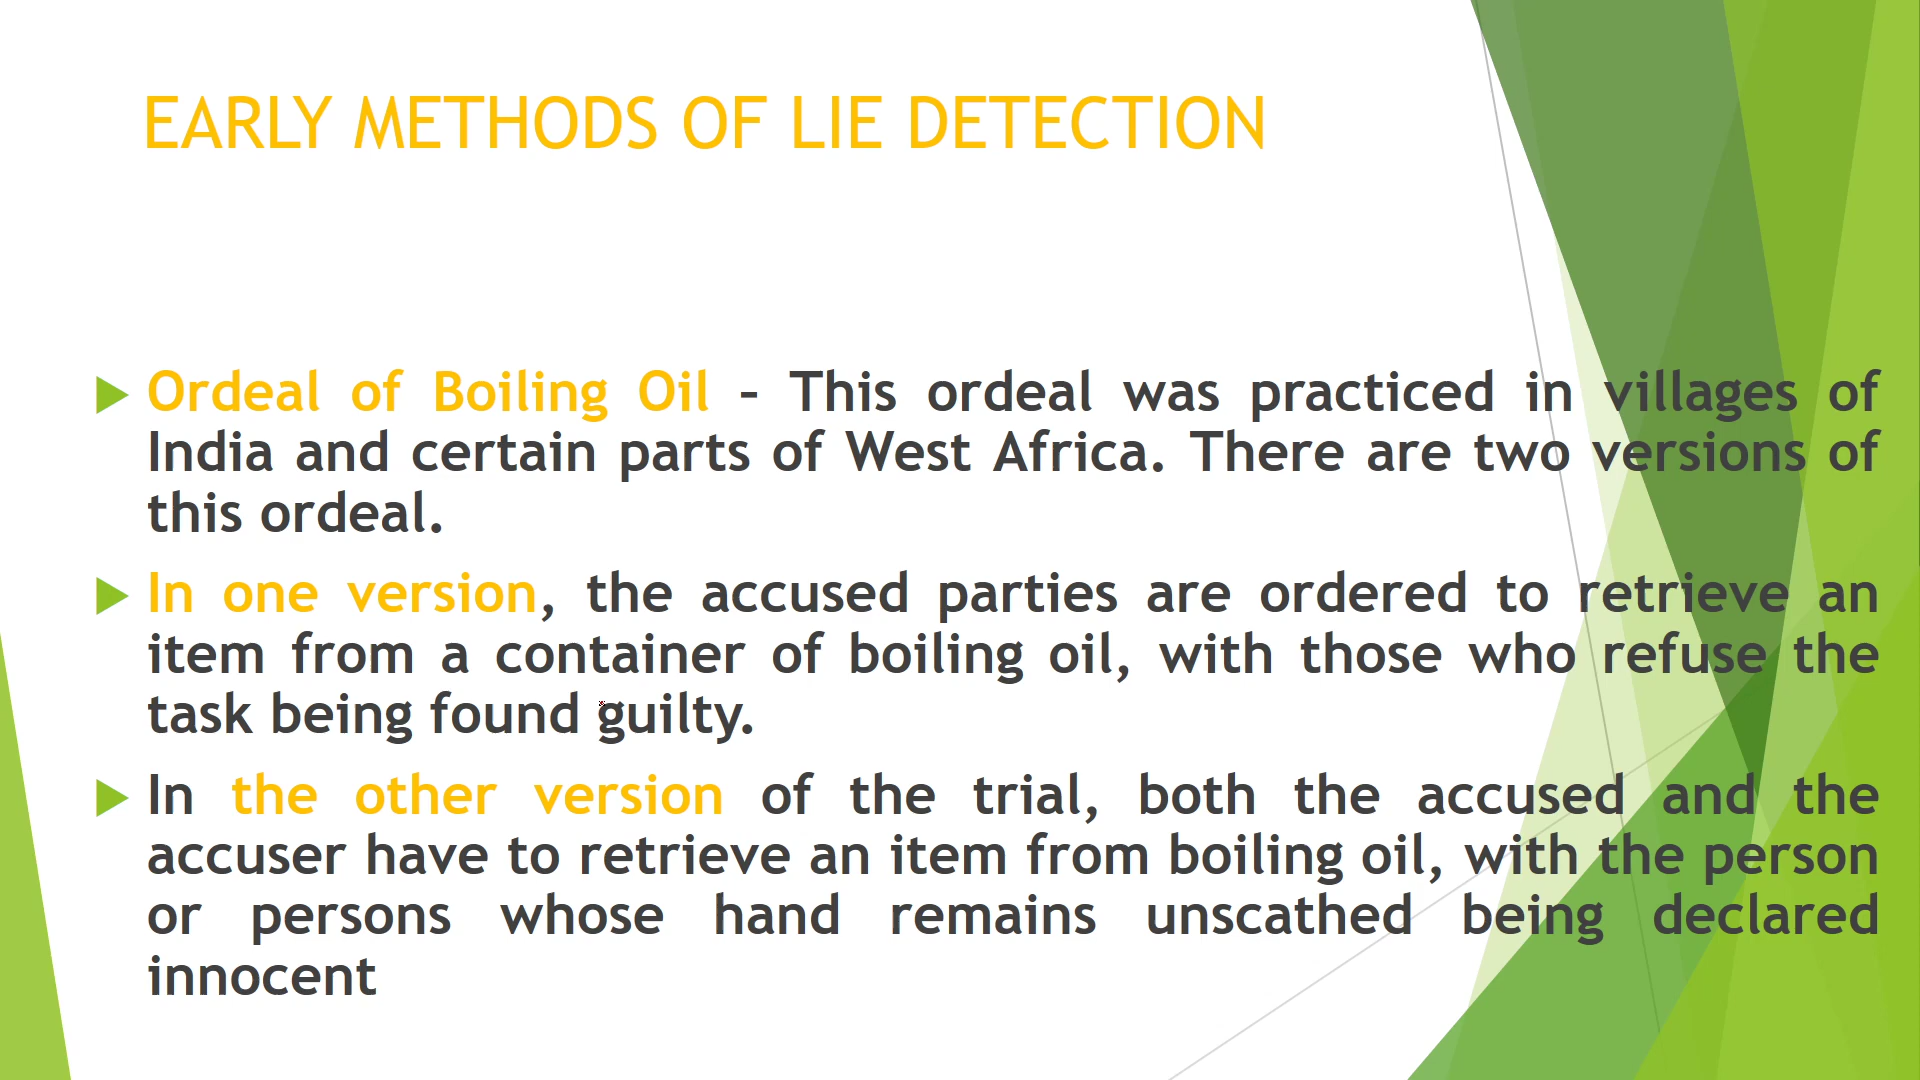 EARLY METHODS OF LIE DETECTION
Ordeal of Boiling Oil – This ordeal was practiced in villages of
India and certain parts of West Africa. There are two versions of
this ordeal.
In one version, the accused parties are ordered to retrieve an
item from a container of boiling oil, with those who refuse the
task being found guilty.
In the other version of the trial, both the accused and the
accuser have to retrieve an item from boiling oil, with the person
or persons whose hand remains unscathed being declared
innocent